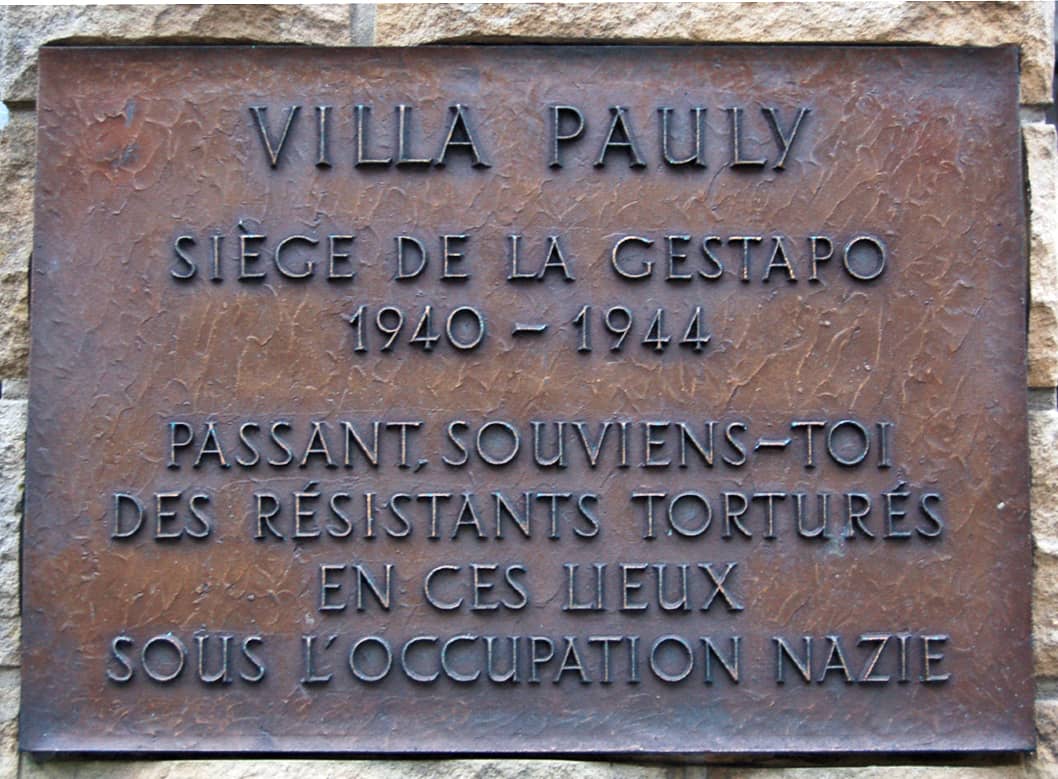 VILLA PAULY
SIÈGE DE LA GESTAPO
1940 – 1944
PASSANT, SOUVIENS–TOI
DES RÉSISTANTS TORTURÉS
EN CES LIEUX
SOUS L'OCCUPATION NAZIE